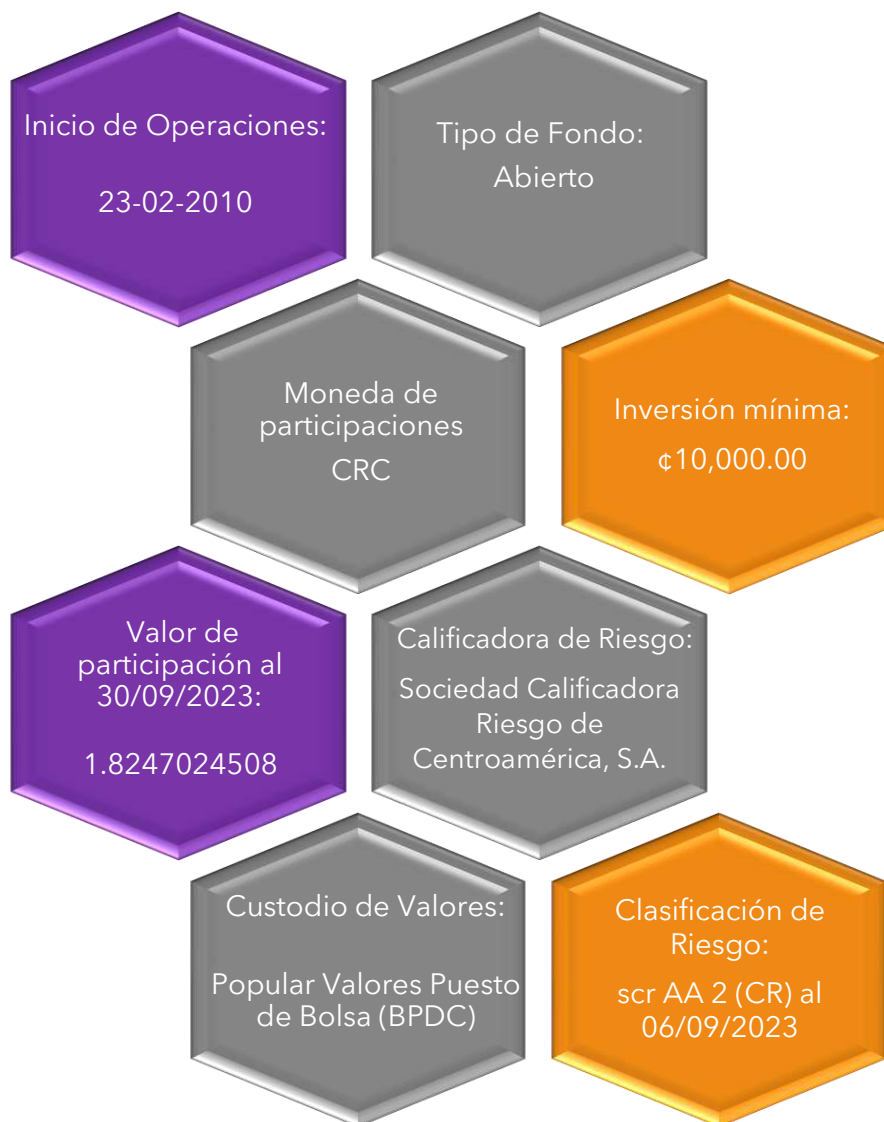 Inicio de Operaciones:
23-02-2010
Tipo de Fondo:
Abierto
Moneda de
participaciones
CRC
Inversión mínima:
¢10,000.00
Valor de
participación al
30/09/2023:
1.8247024508
Calificadora de Riesgo:
Sociedad Calificadora
Riesgo de
Centroamérica, S.A.
Custodio de Valores:
Popular Valores Puesto
de Bolsa (BPDC)
Clasificación de
Riesgo:
scr AA 2 (CR) al
06/09/2023